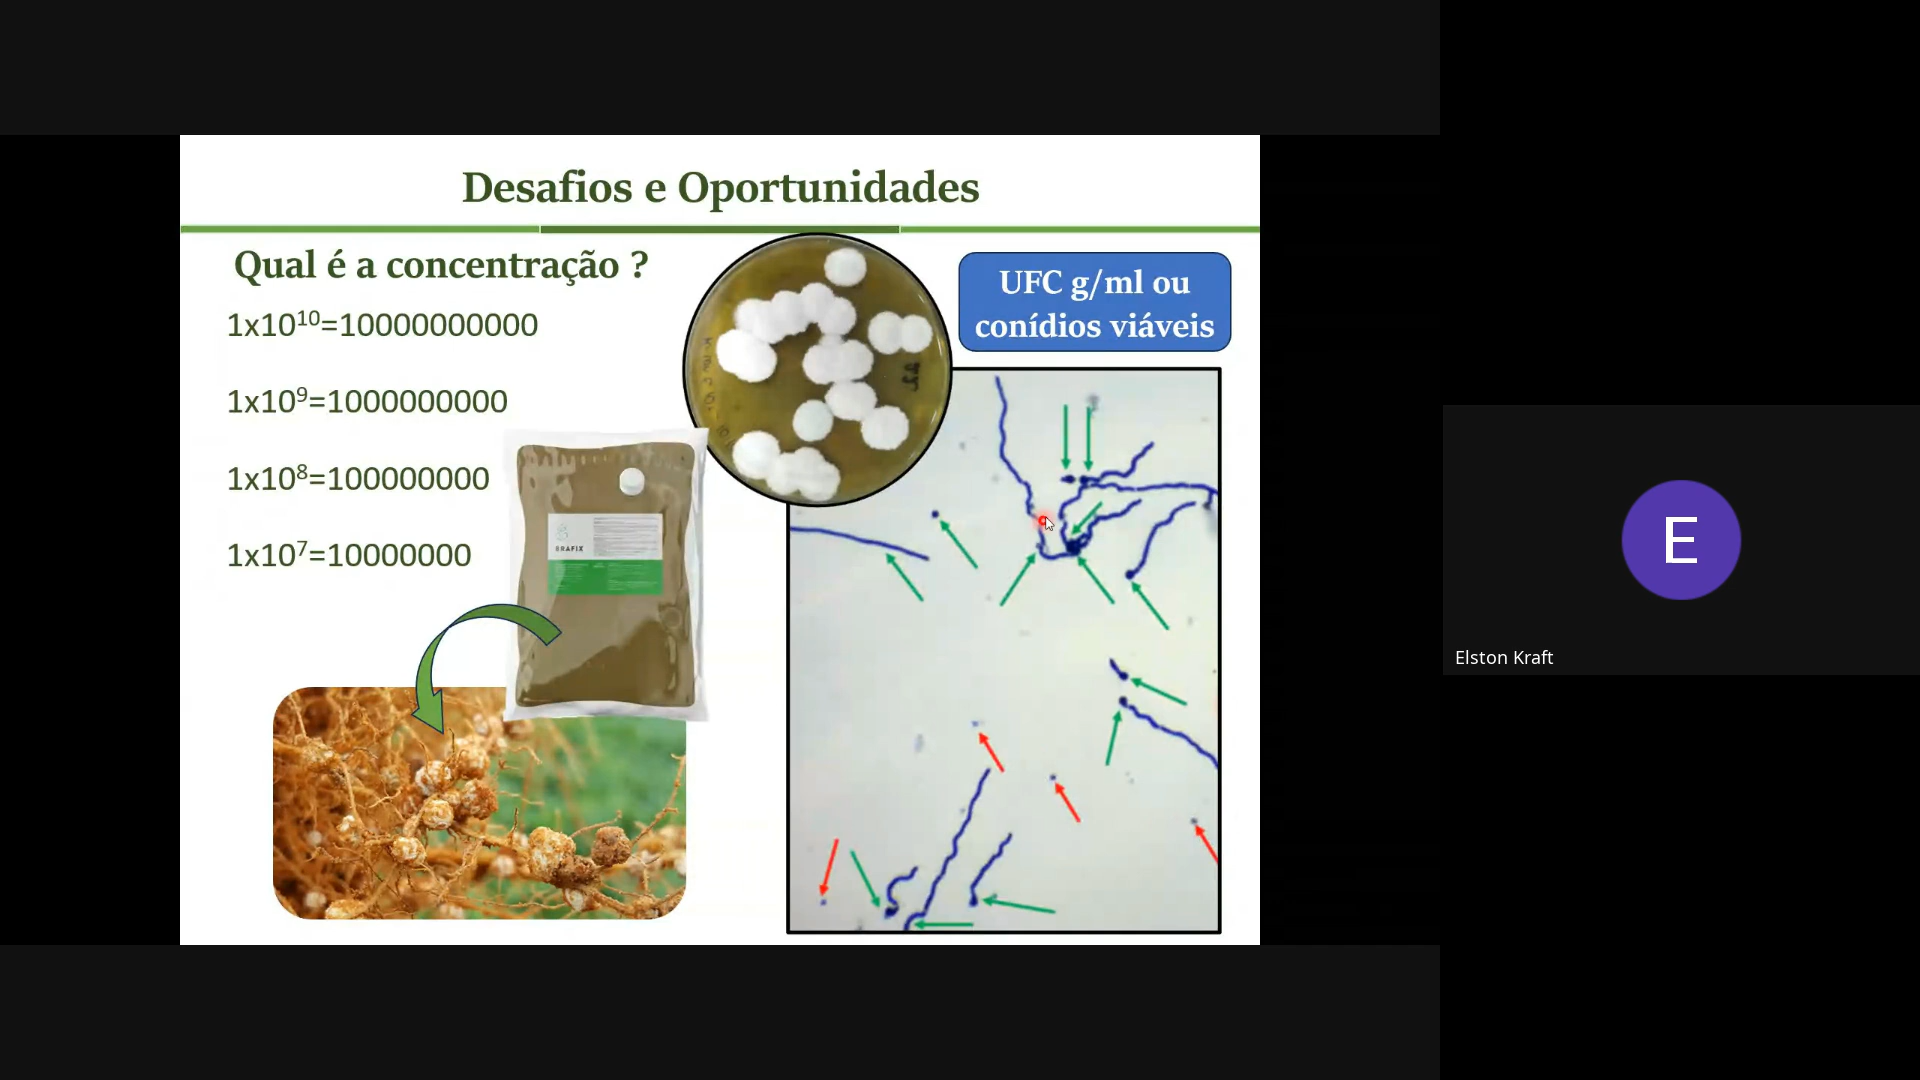 Desafios e Oportunidades
Qual é a concentração ?
1x10¹⁰=10000000000
1x10⁹=1000000000
1x10⁸=100000000
1x10⁷=10000000
UFC g/ml ou
conídios viáveis
BRAFIX
E
Elston Kraft